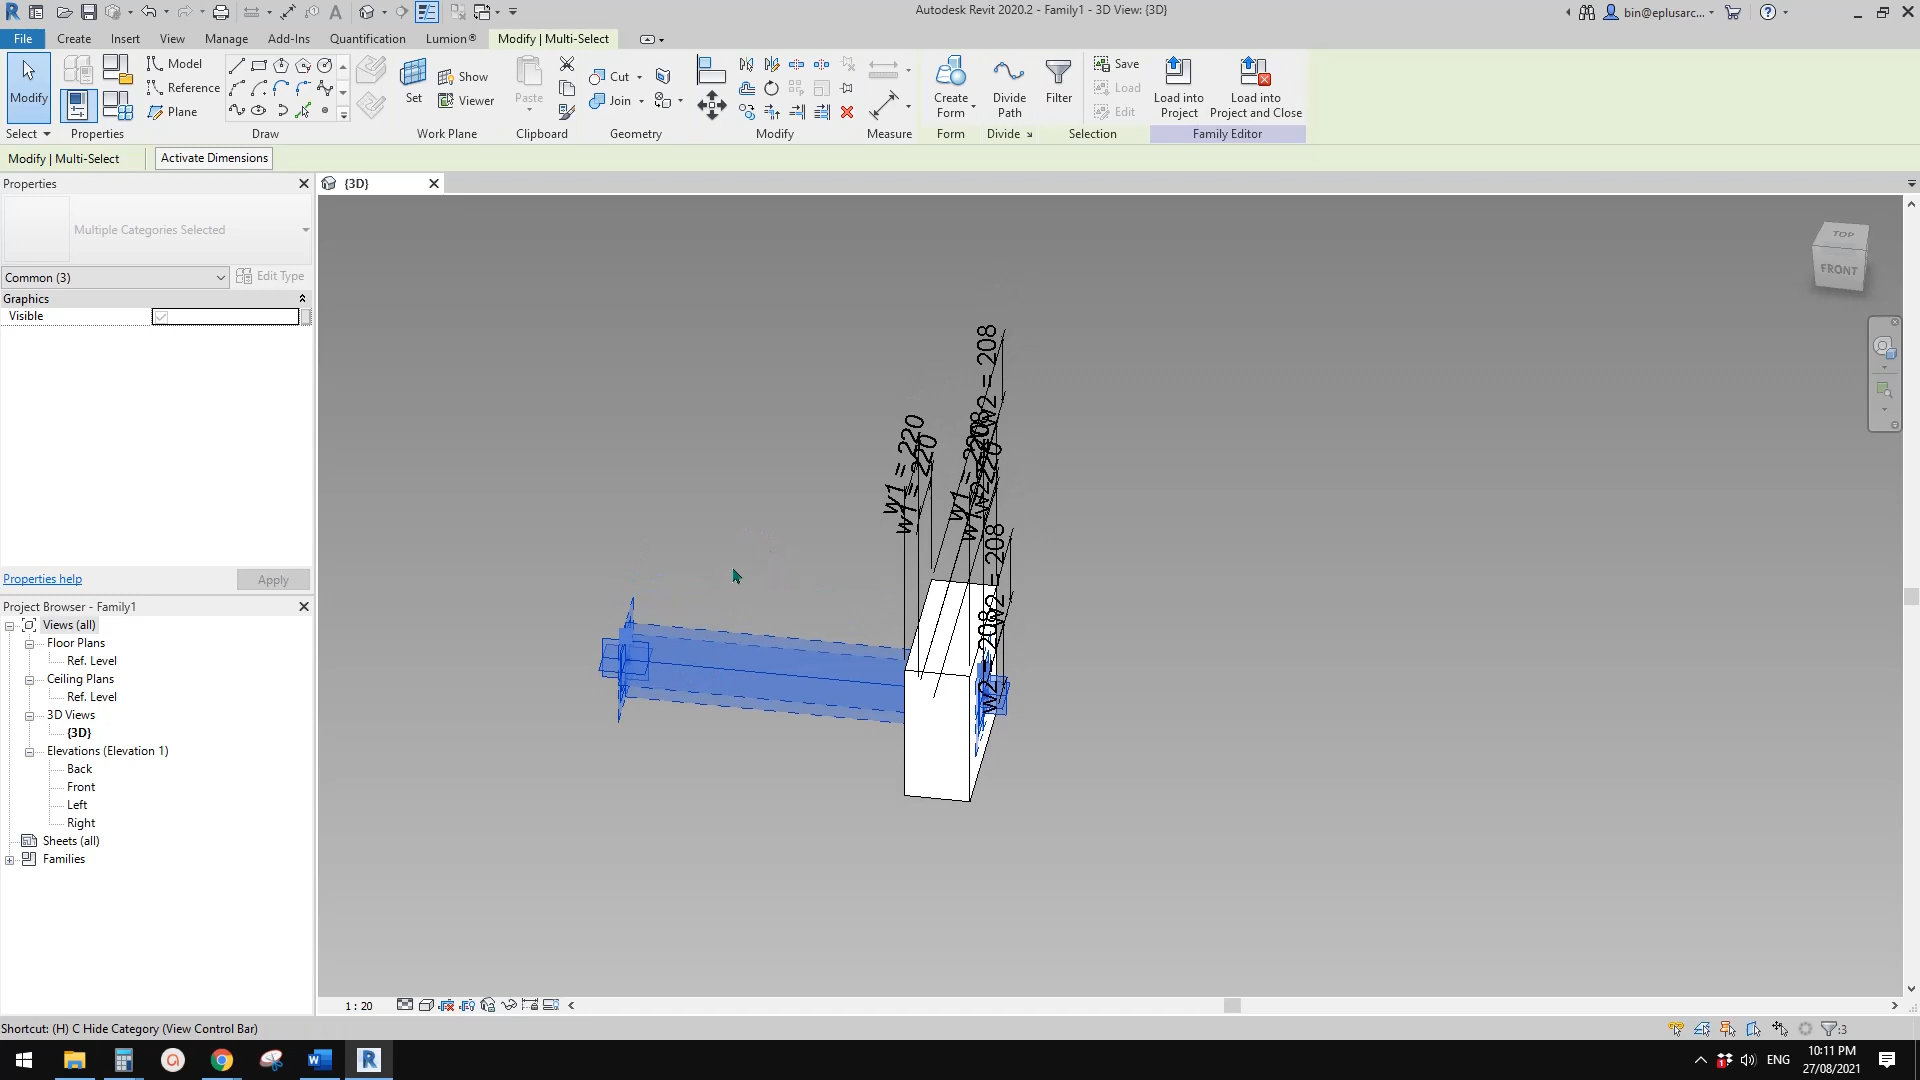 Autodesk Revit 2020.2 - Family1 - 3D View: {3D}
bin@eplusarc...
File
Create
Insert
View
Manage
Add-Ins
Quantification
Lumion®
Modify | Multi-Select
Modify
Model
Reference
Plane
Set
Show
Viewer
Paste
Cut
Join
Create Form
Divide Path
Filter
Save
Load
Edit
Load into Project
Load into Project and Close
Select
Properties
Draw
Work Plane
Clipboard
Geometry
Modify
Measure
Form
Divide
Selection
Family Editor
Modify | Multi-Select
Activate Dimensions
Properties
{3D}
Multiple Categories Selected
Common (3)
Edit Type
Graphics
Visible
TOP
FRONT
w1 = 220
w1 = 220
w2 = 208
w2 = 208
w2 = 208
Properties help
Apply
Project Browser - Family1
Views (all)
Floor Plans
Ref. Level
Ceiling Plans
Ref. Level
3D Views
{3D}
Elevations (Elevation 1)
Back
Front
Left
Right
Sheets (all)
Families
1 : 20
Shortcut: (H) C Hide Category (View Control Bar)
:3
ENG
10:11 PM
27/08/2021